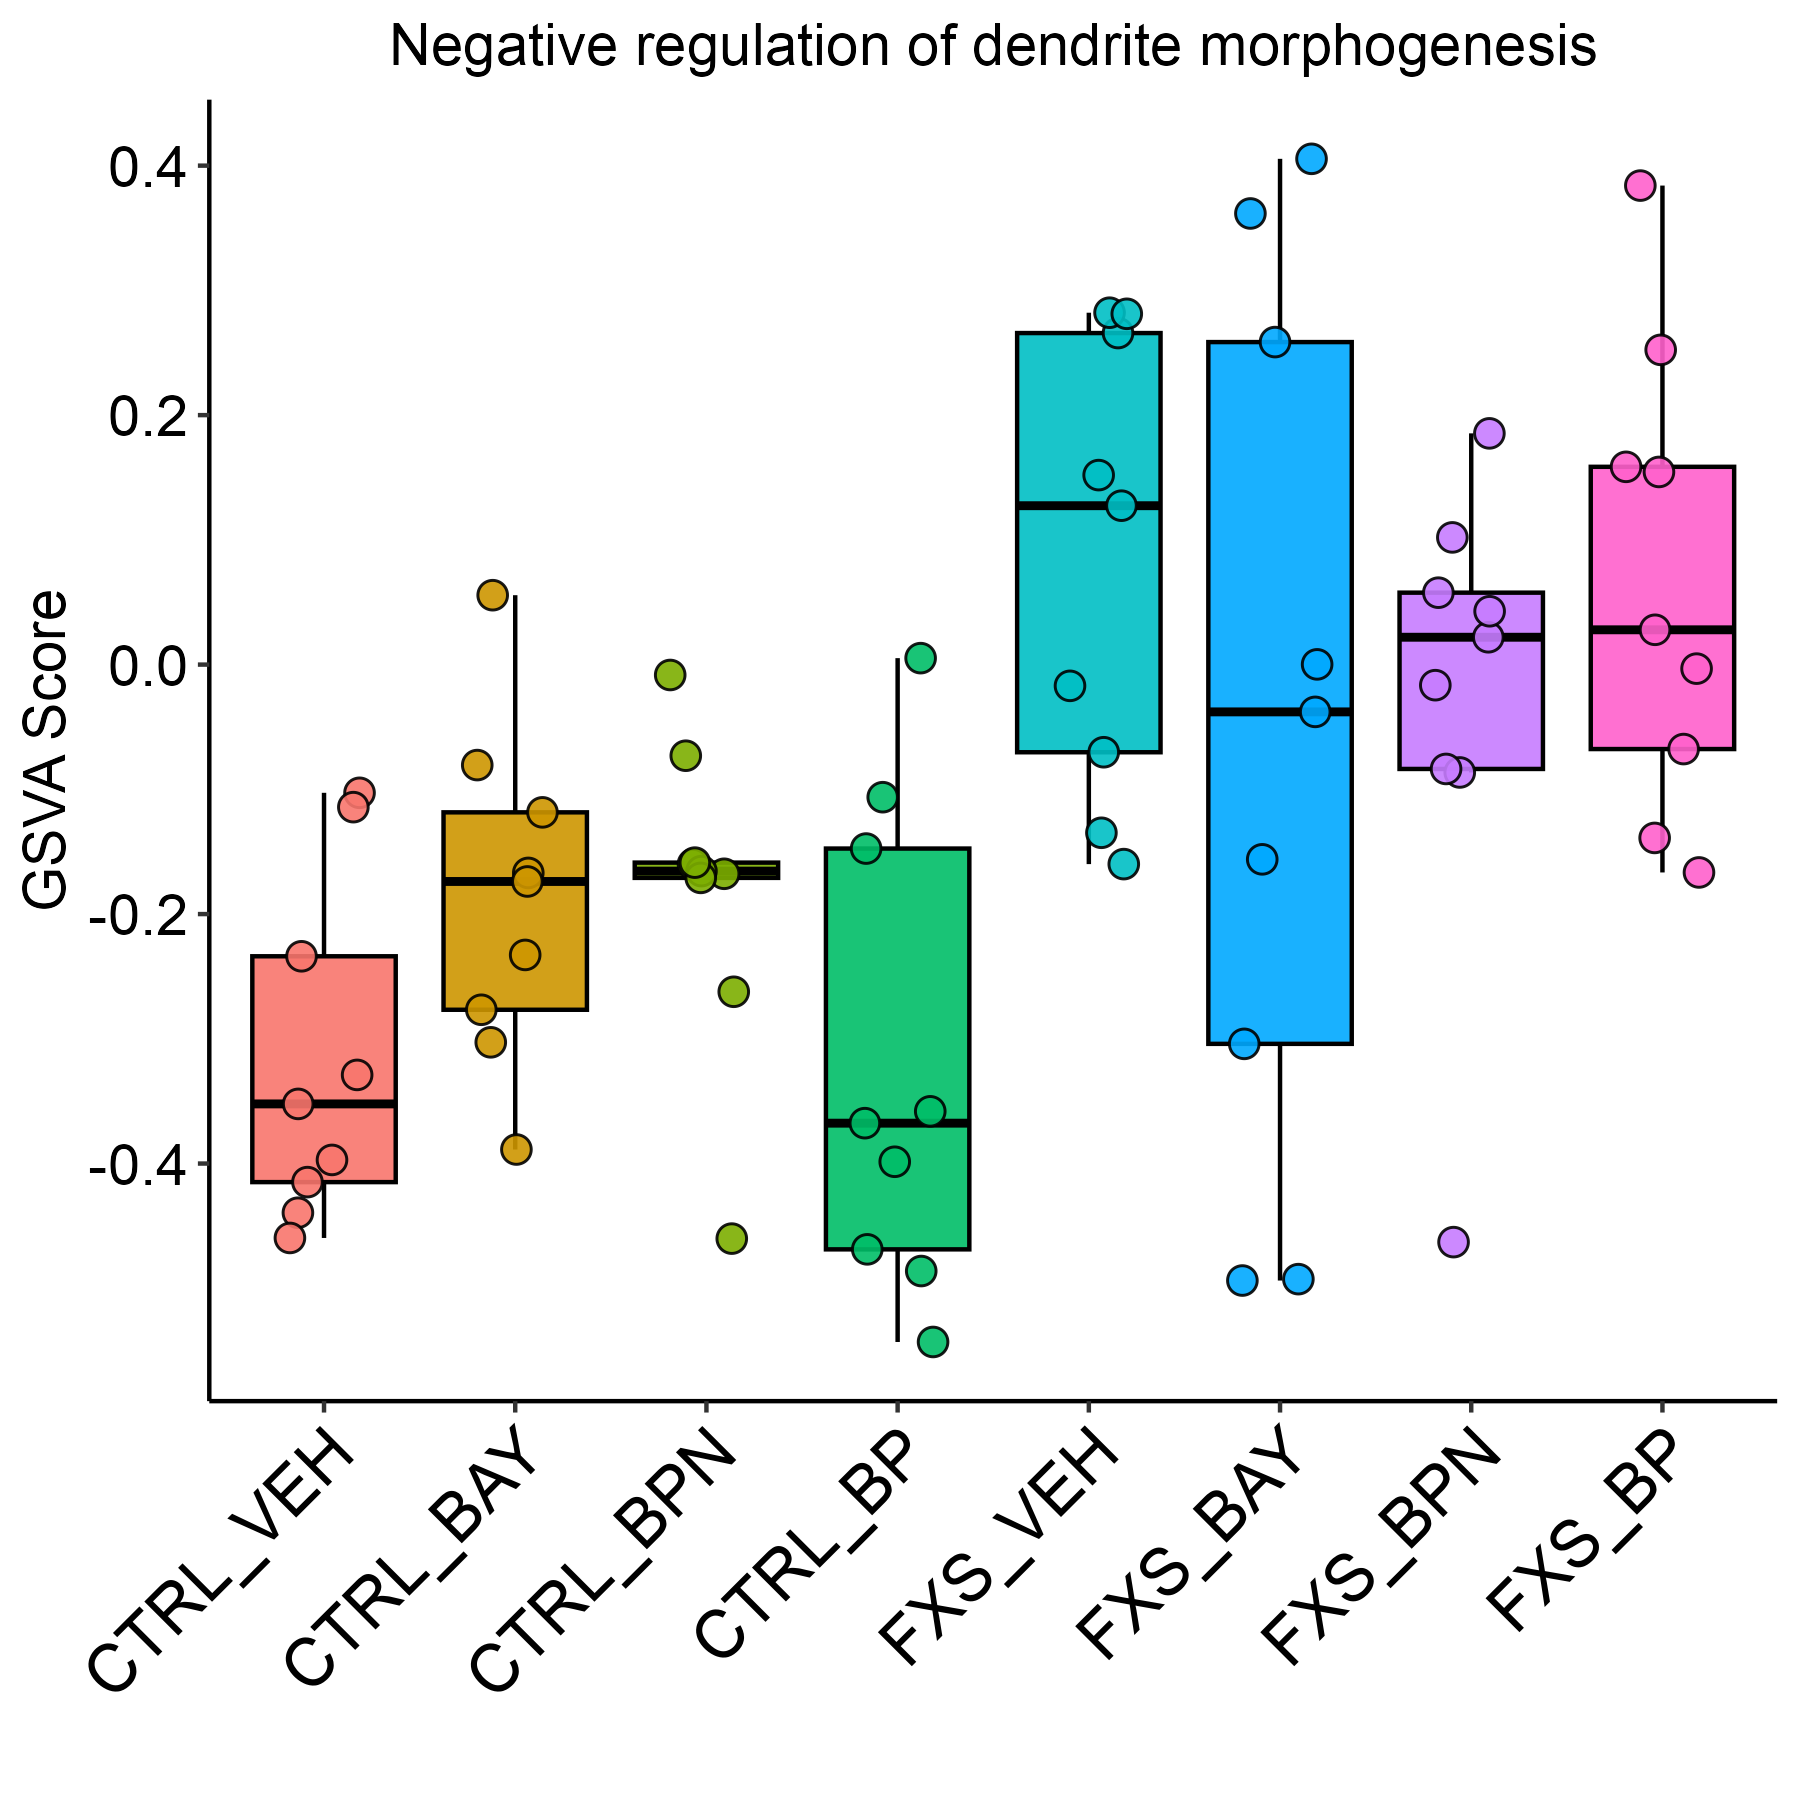 Negative regulation of dendrite morphogenesis
GSVA Score
0.4
0.2
0.0
-0.2
-0.4
CTRL_VEH
CTRL_BAY
CTRL_BPN
CTRL_BP
FXS_VEH
FXS_BAY
FXS_BPN
FXS_BP